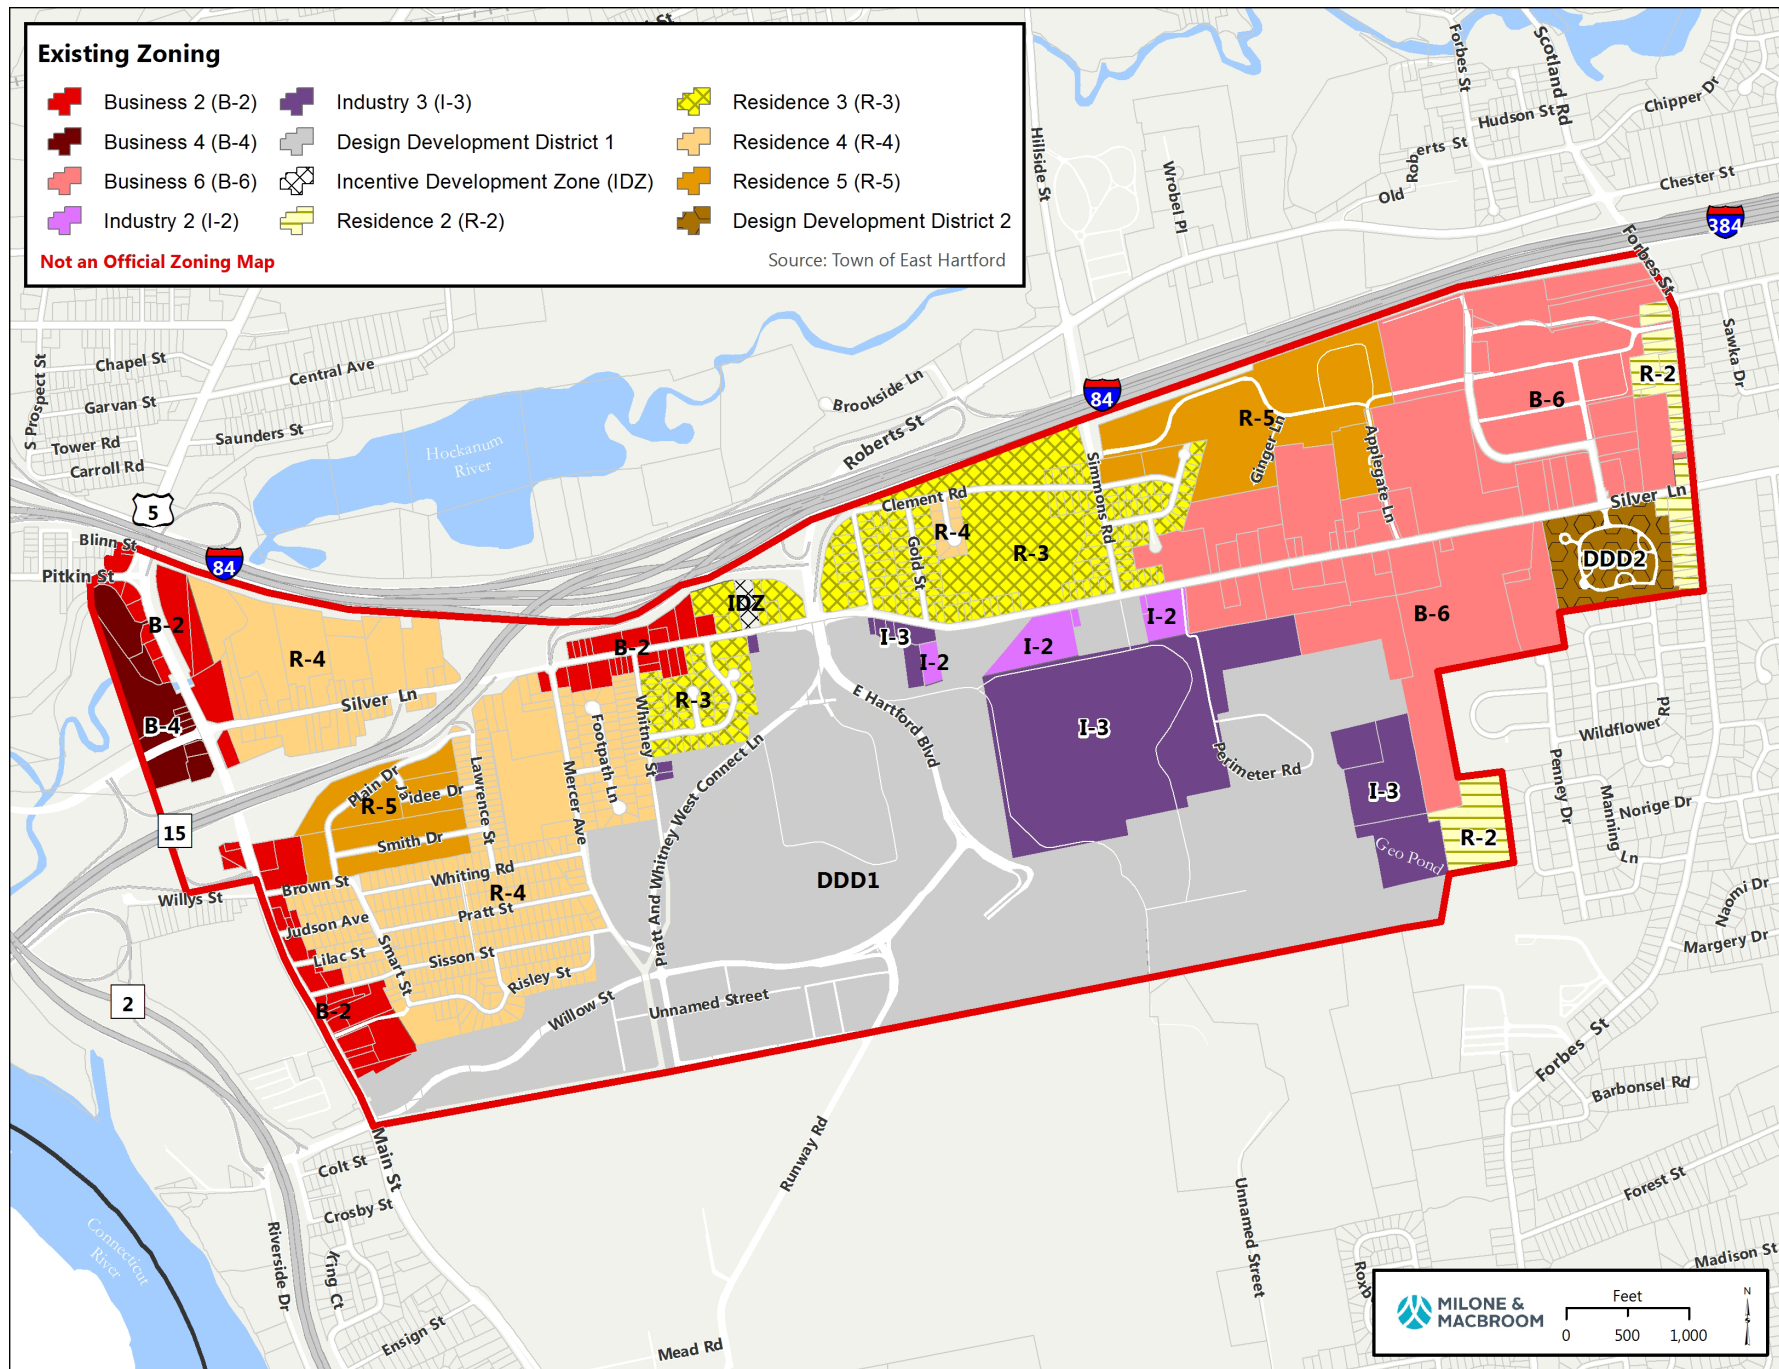 St
Existing Zoning
Business 2 (B-2)
Business 4 (B-4)
Business 6 (B-6)
Industry 2 (I-2)
Industry 3 (I-3)
Design Development District 1
Incentive Development Zone (IDZ)
Residence 2 (R-2)
Residence 3 (R-3)
Residence 4 (R-4)
Residence 5 (R-5)
Design Development District 2
Not an Official Zoning Map
Source: Town of East Hartford
Hillside St
Wrobel Pl
Forbes St
Scotland Rd
Hudson St
Chipper Dr
Old Roberts St
Chester St
384
Forbes St
Sawka Dr
S Prospect St
Chapel St
Central Ave
Garvan St
Tower Rd
Saunders St
Carroll Rd
Hockanum
River
Brookside Ln
Roberts St
84
5
Blinn St
Pitkin St
84
B-2
R-4
B-4
Silver Ln
15
Willys St
2
R-5
Plain Dr
Jaidee Dr
Smith Dr
Lawrence St
Brown St
Whiting Rd
R-4
Judson Ave
Pratt St
Lilac St
Smart St
Sisson St
Risley St
B-2
Willow St
Unnamed Street
Mercer Ave
Footpath Ln
Whitney St
B-2
IDZ
R-3
Pratt And Whitney West Connect Ln
E Hartford Blvd
DDD1
Clement Rd
R-4
Gold St
R-3
Simmons Rd
R-5
Ginger Ln
Applegate Ln
B-6
R-2
Silver Ln
DDD2
B-6
I-3
I-2
I-2
I-2
I-3
Perimeter Rd
I-3
Geo Pond
R-2
Wildflower Rd
Penney Dr
Manning Ln
Norige Dr
Naomi Dr
Margery Dr
Forbes St
Barbonsel Rd
Forest St
Madison St
Unnamed Street
Roxb
Runway Rd
Mead Rd
Main St
Colt St
Crosby St
King Ct
Riverside Dr
Ensign St
Connecticut
River
MILONE &
MACBROOM
Feet
0 500 1,000
N